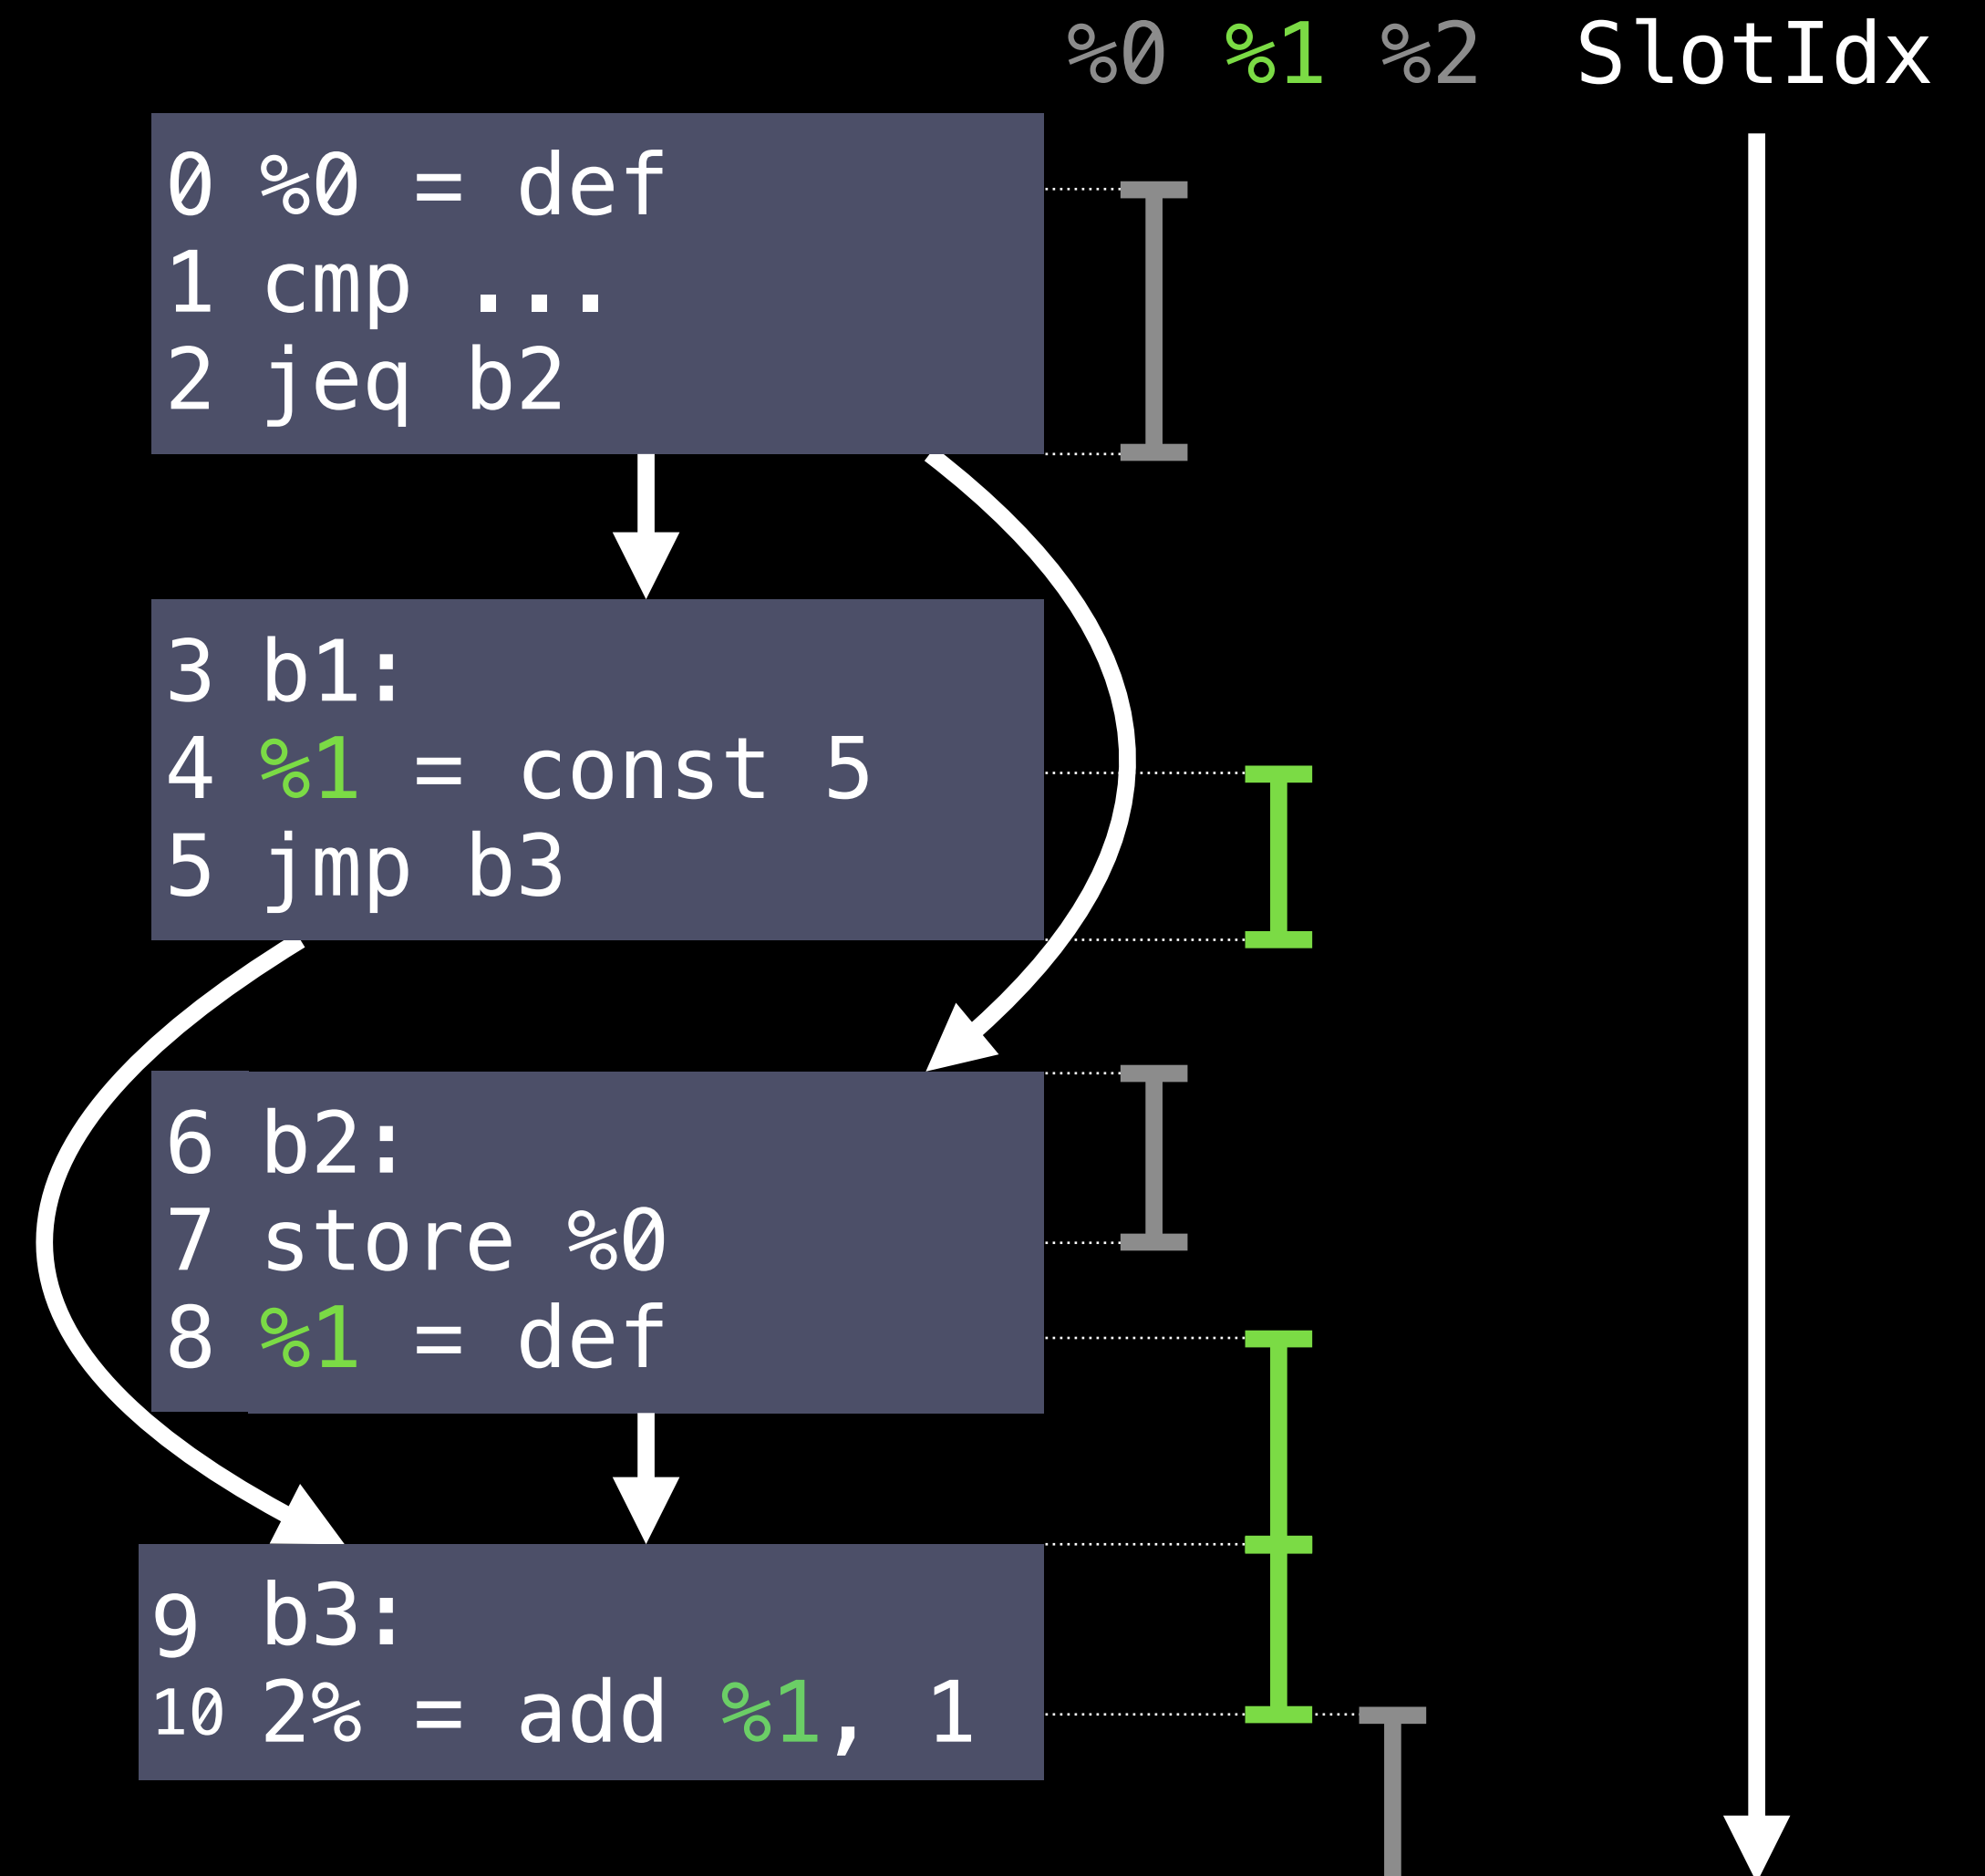 %0 %1 %2 SlotIdx
0 %0 = def
1 cmp ...
2 jeq b2
3 b1:
4 %1 = const 5
5 jmp b3
6 b2:
7 store %0
8 %1 = def
9 b3:
10 2% = add %1, 1